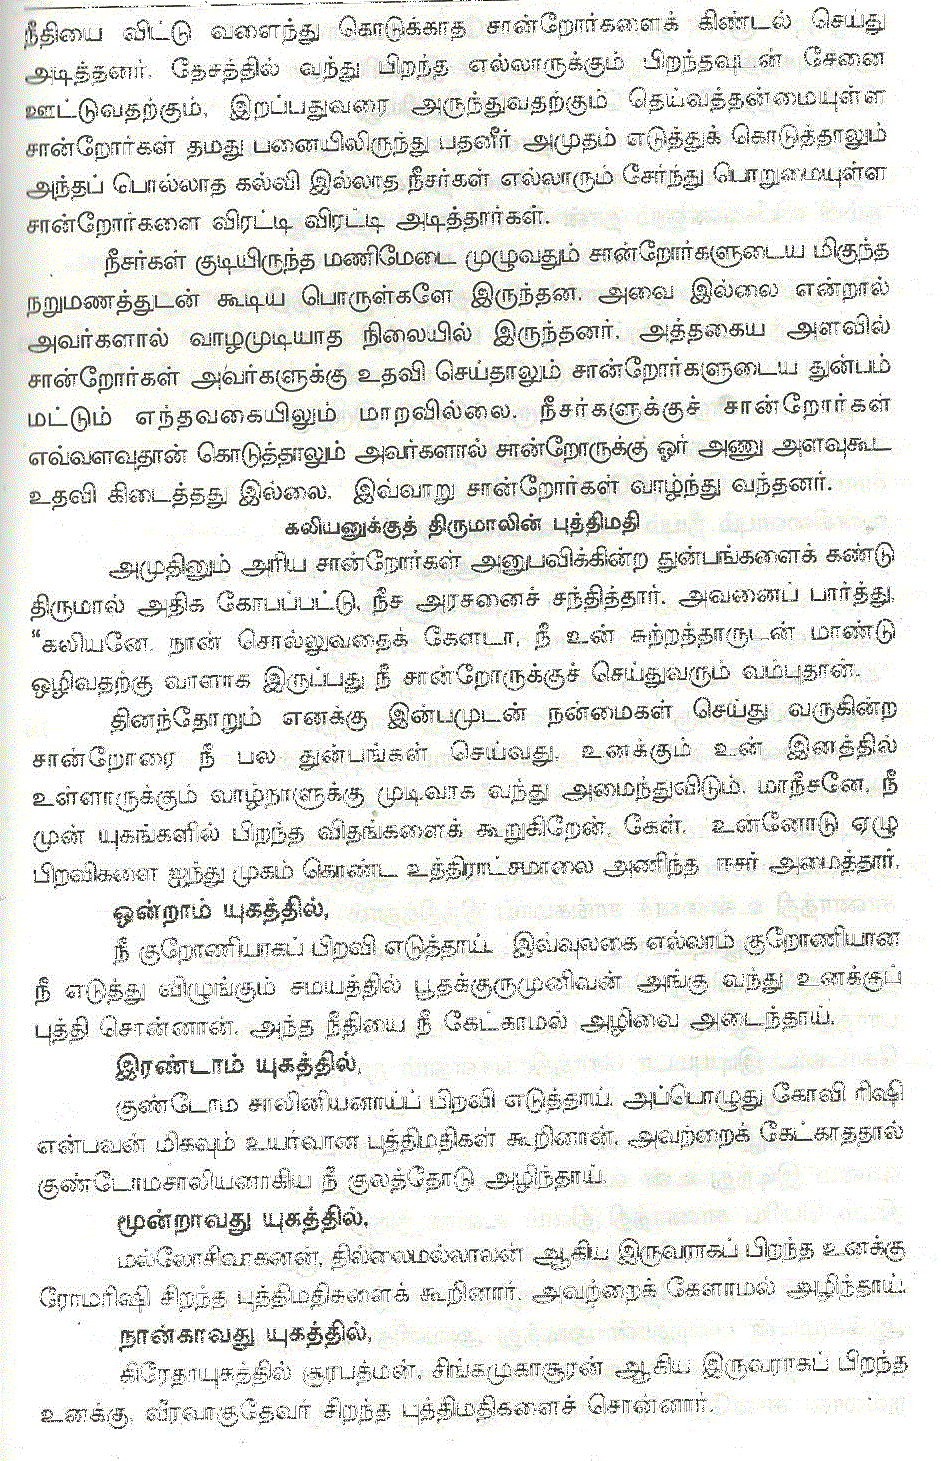 நீதியை விட்டு வளைந்து கொடுக்காத சான்றோர்களைக் கிண்டல் செய்து
அடித்தனர். தேசத்தில் வந்து பிறந்த எல்லாருக்கும் பிறந்தவுடன் சேனை
ஊட்டுவதற்கும், இறப்பதுவரை அருந்துவதற்கும் தெய்வத்தன்மையுள்ள
சான்றோர்கள் தமது பனையிலிருந்து பதனீர் அமுதம் எடுத்துக் கொடுத்தாலும்
அந்தப் பொல்லாத கல்வி இல்லாத நீசர்கள் எல்லாரும் சேர்ந்து பொறுமையுள்ள
சான்றோர்களை விரட்டி விரட்டி அடித்தார்கள்.
நீசர்கள் குடியிருந்த மணிமேடை முழுவதும் சான்றோர்களுடைய மிகுந்த
நறுமணத்துடன் கூடிய பொருள்களே இருந்தன. அவை இல்லை என்றால்
அவர்களால் வாழமுடியாத நிலையில் இருந்தனர். அத்தகைய அளவில்
சான்றோர்கள் அவர்களுக்கு உதவி செய்தாலும் சான்றோர்களுடைய துன்பம்
மட்டும் எந்தவகையிலும் மாறவில்லை. நீசர்களுக்குச் சான்றோர்கள்
எவ்வளவுதான் கொடுத்தாலும் அவர்களால் சான்றோருக்கு ஓர் அணு அளவுகூட
உதவி கிடைத்தது இல்லை. இவ்வாறு சான்றோர்கள் வாழ்ந்து வந்தனர்.
கலியனுக்குத் திருமாலின் புத்திமதி
அமுதினும் அரிய சான்றோர்கள் அனுபவிக்கின்ற துன்பங்களைக் கண்டு
திருமால் அதிக கோபப்பட்டு, நீச அரசனைச் சந்தித்தார். அவனைப் பார்த்து,
“கலியனே, நான் சொல்லுவதைக் கேளடா, நீ உன் சுற்றத்தாருடன் மாண்டு
ஒழிவதற்கு வாளாக இருப்பது நீ சான்றோருக்குச் செய்துவரும் வம்புதான்.
தினந்தோறும் எனக்கு இன்பமுடன் நன்மைகள் செய்து வருகின்ற
சான்றோரை நீ பல துன்பங்கள் செய்வது, உனக்கும் உன் இனத்தில்
உள்ளாருக்கும் வாழ்நாளுக்கு முடிவாக வந்து அமைந்துவிடும். மாநீசனே, நீ
முன் யுகங்களில் பிறந்த விதங்களைக் கூறுகிறேன், கேள். உன்னோடு ஏழு
பிறவிகளை ஐந்து முகம் கொண்ட உத்திராட்சமாலை அணிந்த ஈசர் அமைத்தார்.
ஒன்றாம் யுகத்தில்,
நீ குறோணியாகப் பிறவி எடுத்தாய். இவ்வுலகை எல்லாம் குறோணியான
நீ எடுத்து விழுங்கும் சமயத்தில் பூதக்குருமுனிவன் அங்கு வந்து உனக்குப்
புத்தி சொன்னான். அந்த நீதியை நீ கேட்காமல் அழிவை அடைந்தாய்.
இரண்டாம் யுகத்தில்,
குண்டோம சாலினியனாய்ப் பிறவி எடுத்தாய். அப்பொழுது கோவி ரிஷி
என்பவன் மிகவும் உயர்வான புத்திமதிகள் கூறினான். அவற்றைக் கேட்காததால்
குண்டோமசாலியனாகிய நீ குலத்தோடு அழிந்தாய்.
மூன்றாவது யுகத்தில்,
மல்லோசிவாகனன், தில்லைமல்லாலன் ஆகிய இருவராகப் பிறந்த உனக்கு
ரோமரிஷி சிறந்த புத்திமதிகளைக் கூறினார். அவற்றைக் கேளாமல் அழிந்தாய்.
நான்காவது யுகத்தில்,
கிரேதாயுகத்தில் சூரபத்மன், சிங்கமுகாசூரன் ஆகிய இருவராகப் பிறந்த
உனக்கு, வீரவாகுதேவர் சிறந்த புத்திமதிகளைச் சொன்னார்.